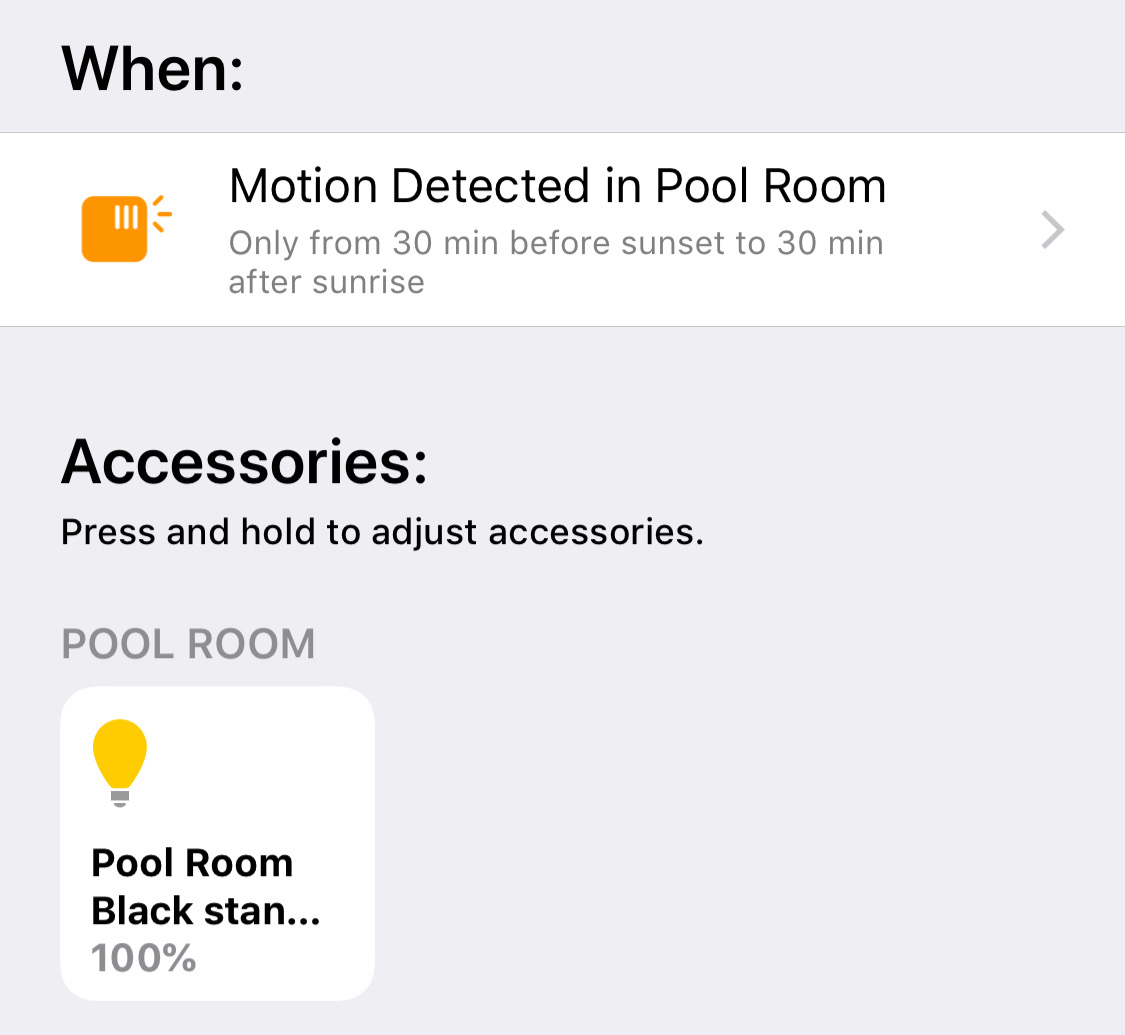 When:
Motion Detected in Pool Room
Only from 30 min before sunset to 30 min
after sunrise
Accessories:
Press and hold to adjust accessories.
POOL ROOM
Pool Room
Black stan...
100%